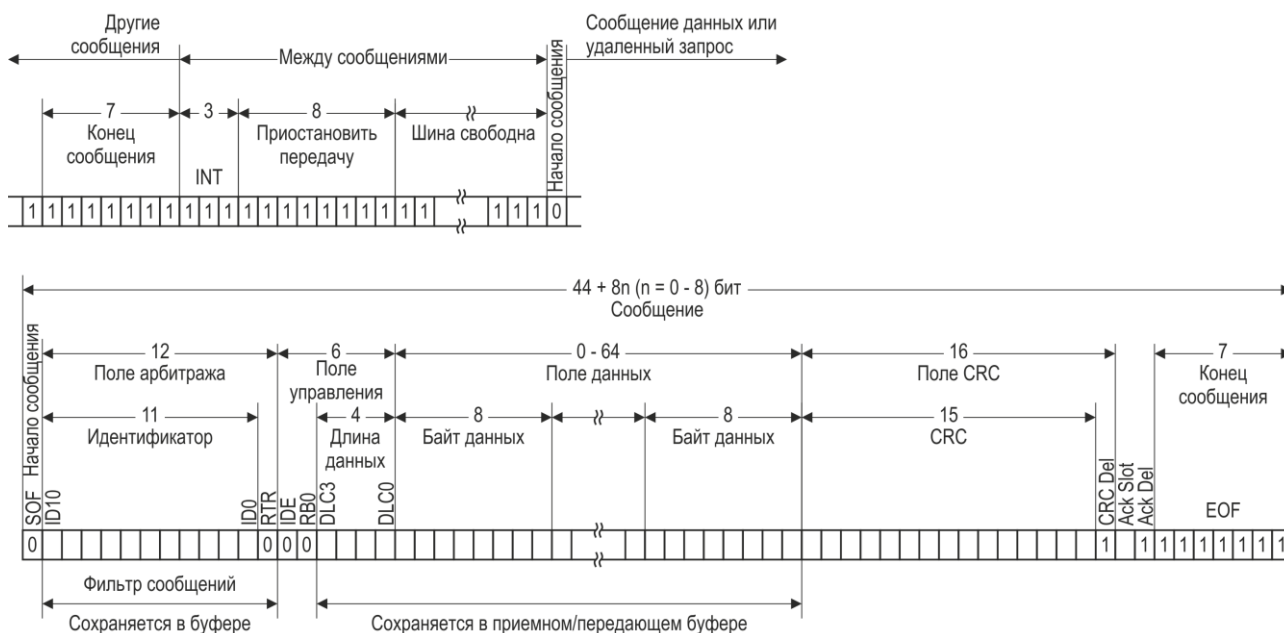 Другие
сообщения
Между сообщениями
Начало сообщения
Сообщение данных или
удаленный запрос
7
Конец
сообщения
3
INT
8
Приостановить
передачу
Шина свободна
1 1 1 1 1 1 1 1 1 1 1 1 1 1 1 1 1 1 1 1 1 1 1 1 0
44 + 8n (n = 0 - 8) бит
Сообщение
Начало сообщения
12
Поле арбитража
6
Поле
управления
0 - 64
Поле данных
16
Поле CRC
7
Конец
сообщения
11
Идентификатор
4
Длина
данных
8
Байт данных
8
Байт данных
15
CRC
SOF
ID10
ID0
RTR
IDE
RB0
DLC3
DLC0
CRC Del
Ack Slot
Ack Del
EOF
0 0 0 0 1 1 1 1 1 1 1 1 1
Фильтр сообщений
Сохраняется в буфере
Сохраняется в приемном/передающем буфере